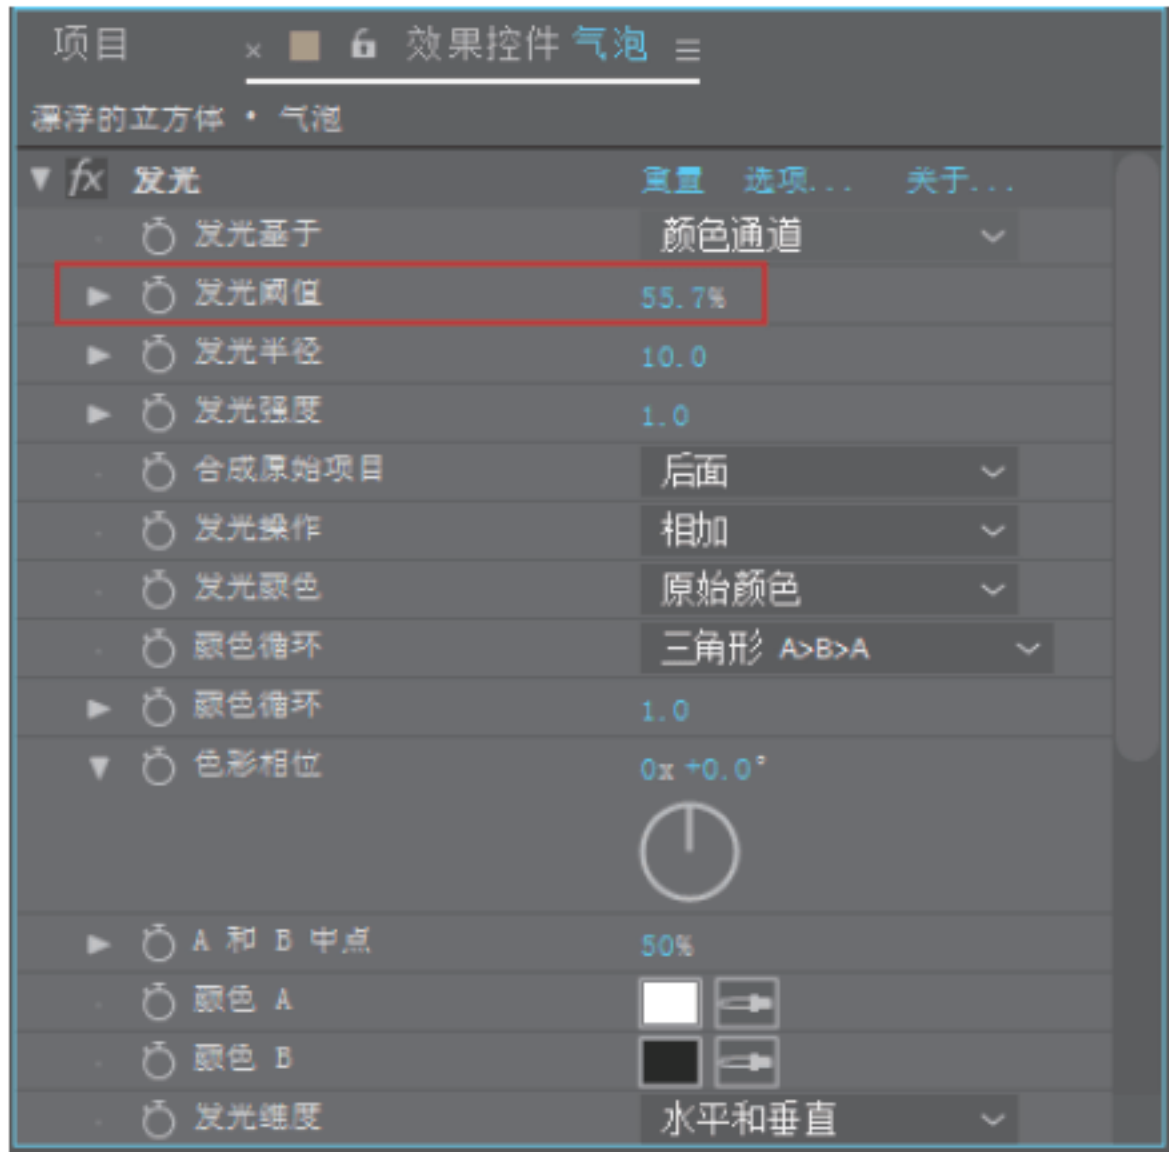 项目 × 效果控件 气泡 ≡
漂浮的立方体 • 气泡
fx 发光 重置 选项... 关于...
发光基于 颜色通道
发光阈值 55.7%
发光半径 10.0
发光强度 1.0
合成原始项目 后面
发光操作 相加
发光颜色 原始颜色
颜色循环 三角形 A>B>A
颜色循环 1.0
色彩相位 0x +0.0°
A 和 B 中点 50%
颜色 A
颜色 B
发光维度 水平和垂直